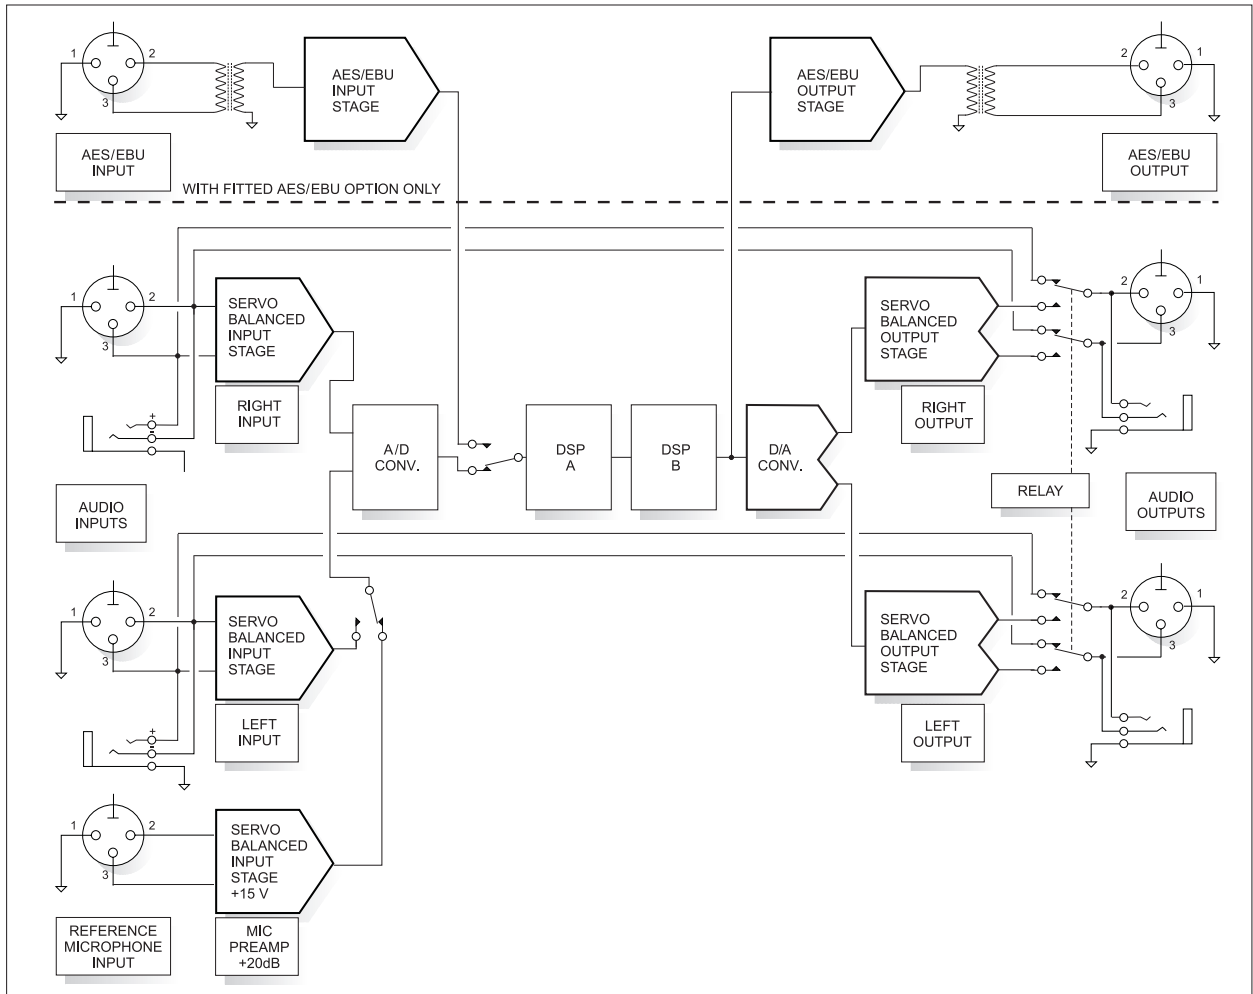 1
2
3
AES/EBU
INPUT
STAGE
AES/EBU
OUTPUT
STAGE
2
1
3
AES/EBU
INPUT
AES/EBU
OUTPUT
WITH FITTED AES/EBU OPTION ONLY
1
2
3
SERVO
BALANCED
INPUT
STAGE
SERVO
BALANCED
OUTPUT
STAGE
2
1
3
RIGHT
INPUT
RIGHT
OUTPUT
+
-
A/D
CONV.
DSP
A
DSP
B
D/A
CONV.
RELAY
AUDIO
INPUTS
AUDIO
OUTPUTS
1
2
3
SERVO
BALANCED
INPUT
STAGE
SERVO
BALANCED
OUTPUT
STAGE
2
1
3
LEFT
INPUT
LEFT
OUTPUT
+
-
1
2
3
SERVO
BALANCED
INPUT
STAGE
+15 V
REFERENCE
MICROPHONE
INPUT
MIC
PREAMP
+20dB